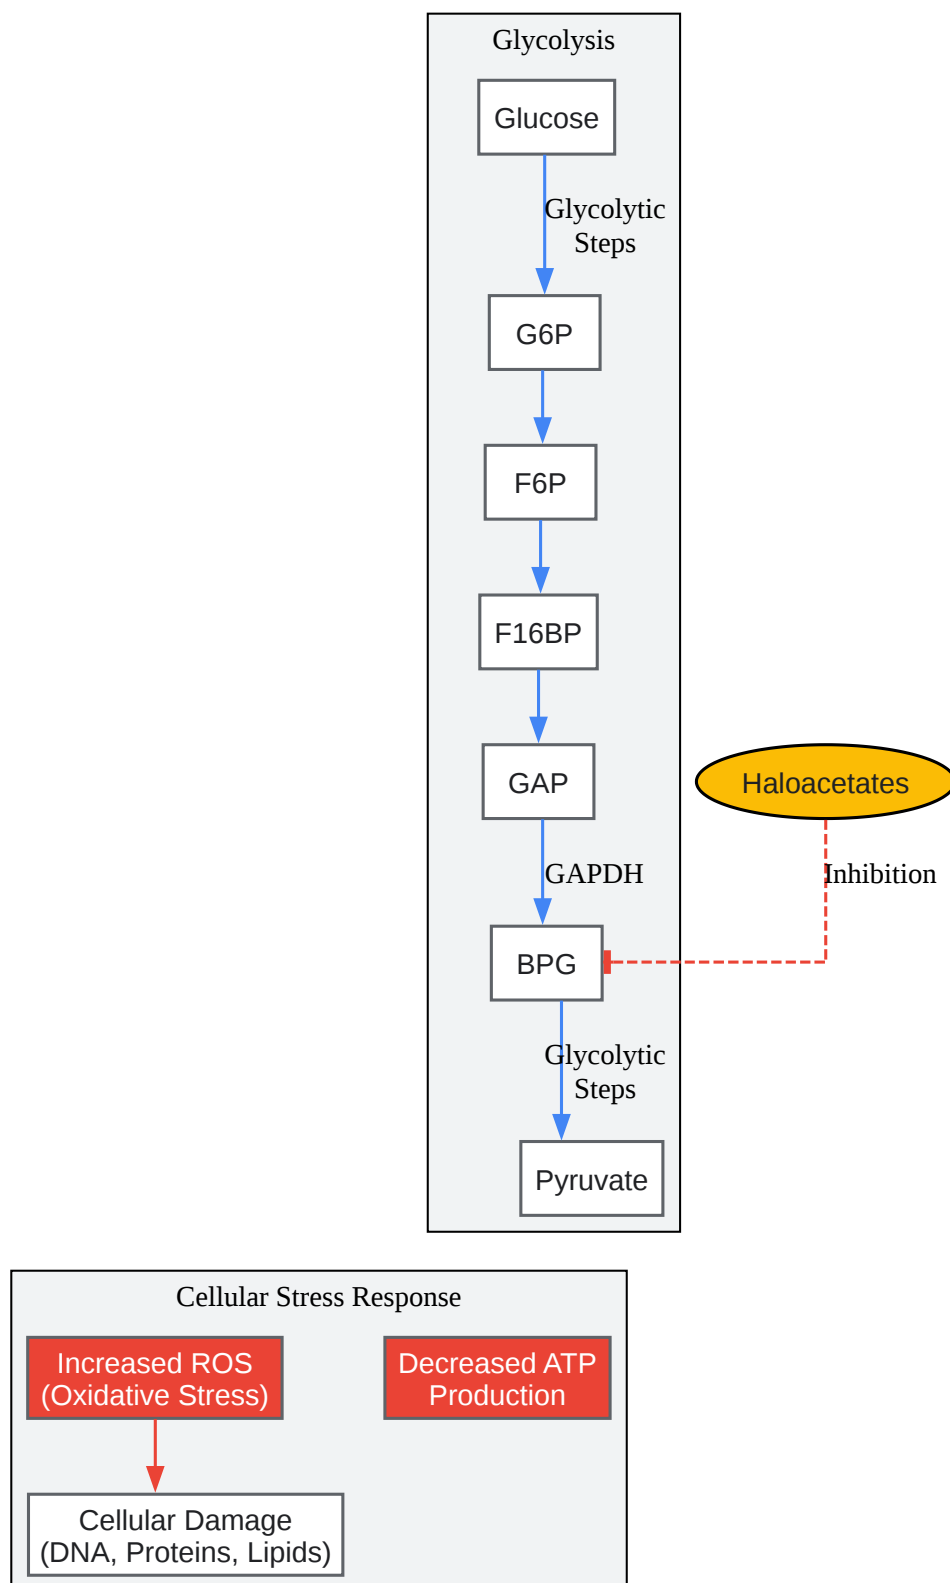 Glycolysis
Glucose
Glycolytic
Steps
G6P
F6P
F16BP
GAP
Haloacetates
GAPDH
Inhibition
BPG
Glycolytic
Steps
Pyruvate
Cellular Stress Response
Increased ROS
(Oxidative Stress)
Decreased ATP
Production
Cellular Damage
(DNA, Proteins, Lipids)